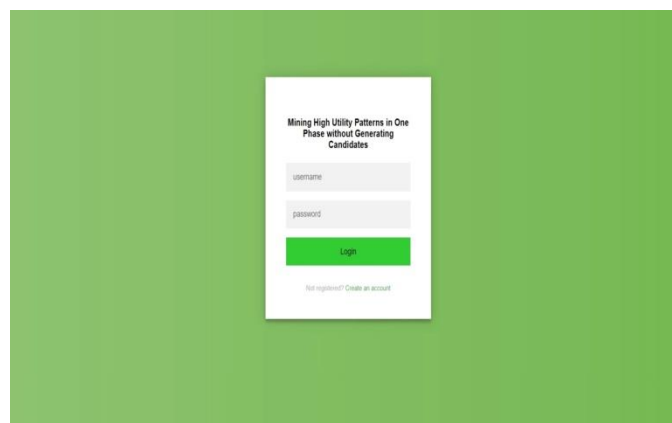 Mining High Utility Patterns in One
Phase without Generating
Candidates
username
password
Login
Not registered? Create an account